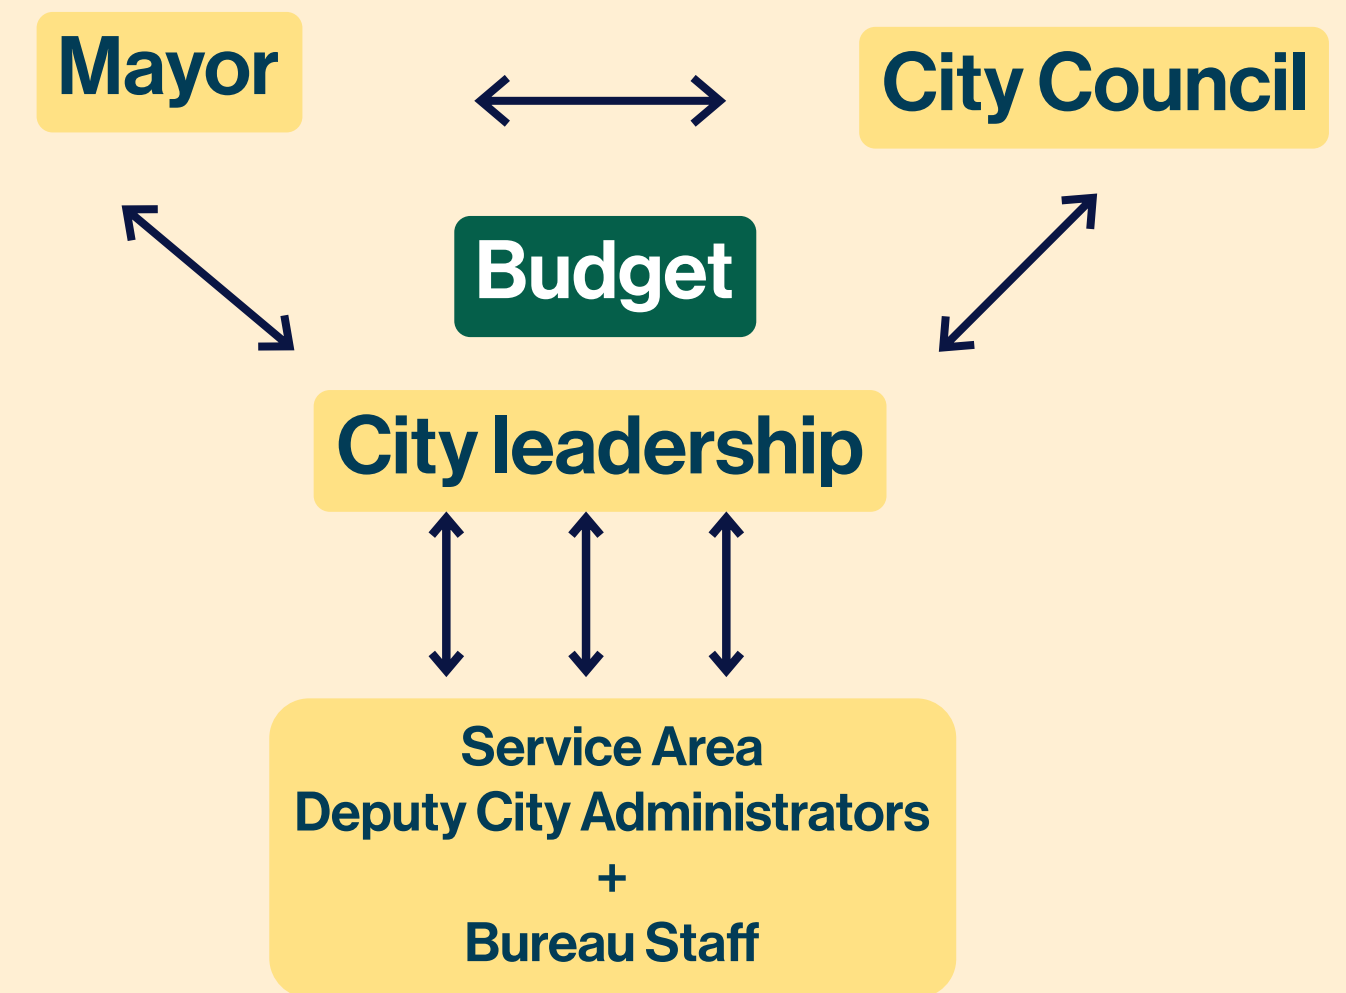 Mayor
City Council
Budget
City leadership
Service Area
Deputy City Administrators
+
Bureau Staff